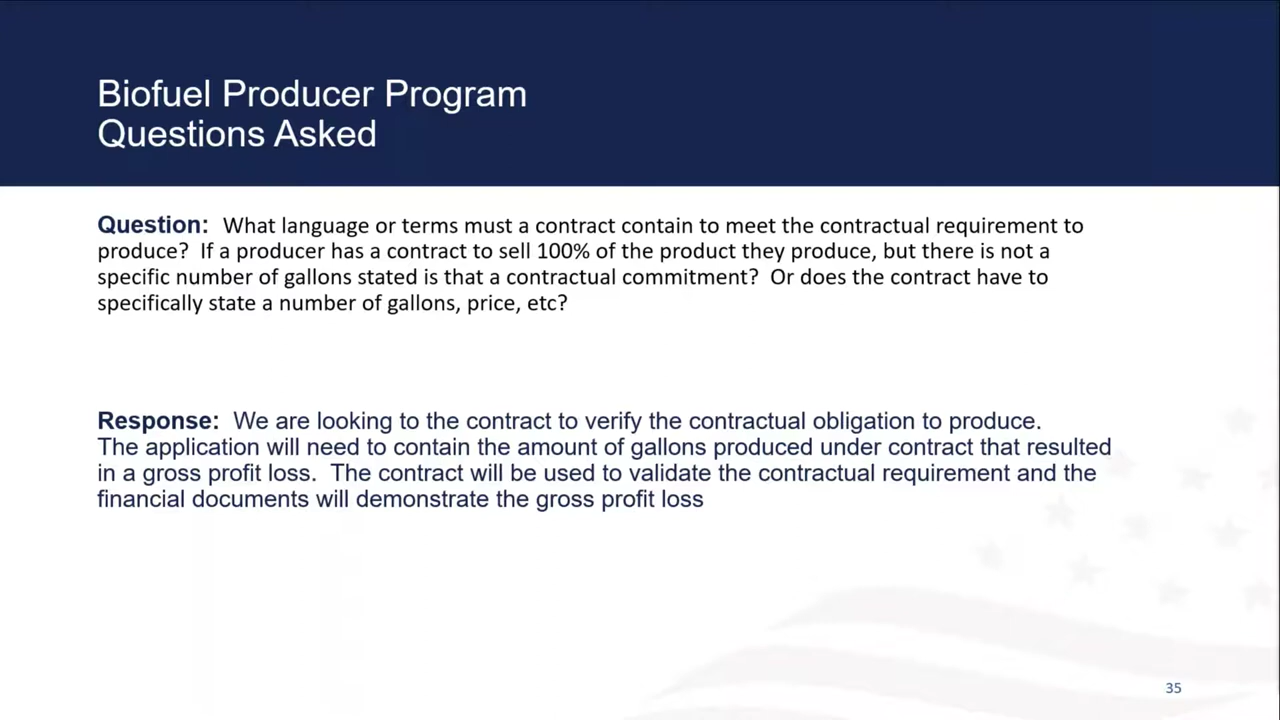 Biofuel Producer Program
Questions Asked
Question:  What language or terms must a contract contain to meet the contractual requirement to
produce?  If a producer has a contract to sell 100% of the product they produce, but there is not a
specific number of gallons stated is that a contractual commitment?  Or does the contract have to
specifically state a number of gallons, price, etc?
Response:  We are looking to the contract to verify the contractual obligation to produce.
The application will need to contain the amount of gallons produced under contract that resulted
in a gross profit loss.  The contract will be used to validate the contractual requirement and the
financial documents will demonstrate the gross profit loss
35